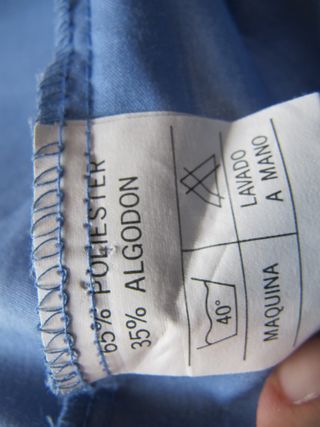 65% POLIESTER
35% ALGODON
LAVADO
A MANO
40°
MAQUINA